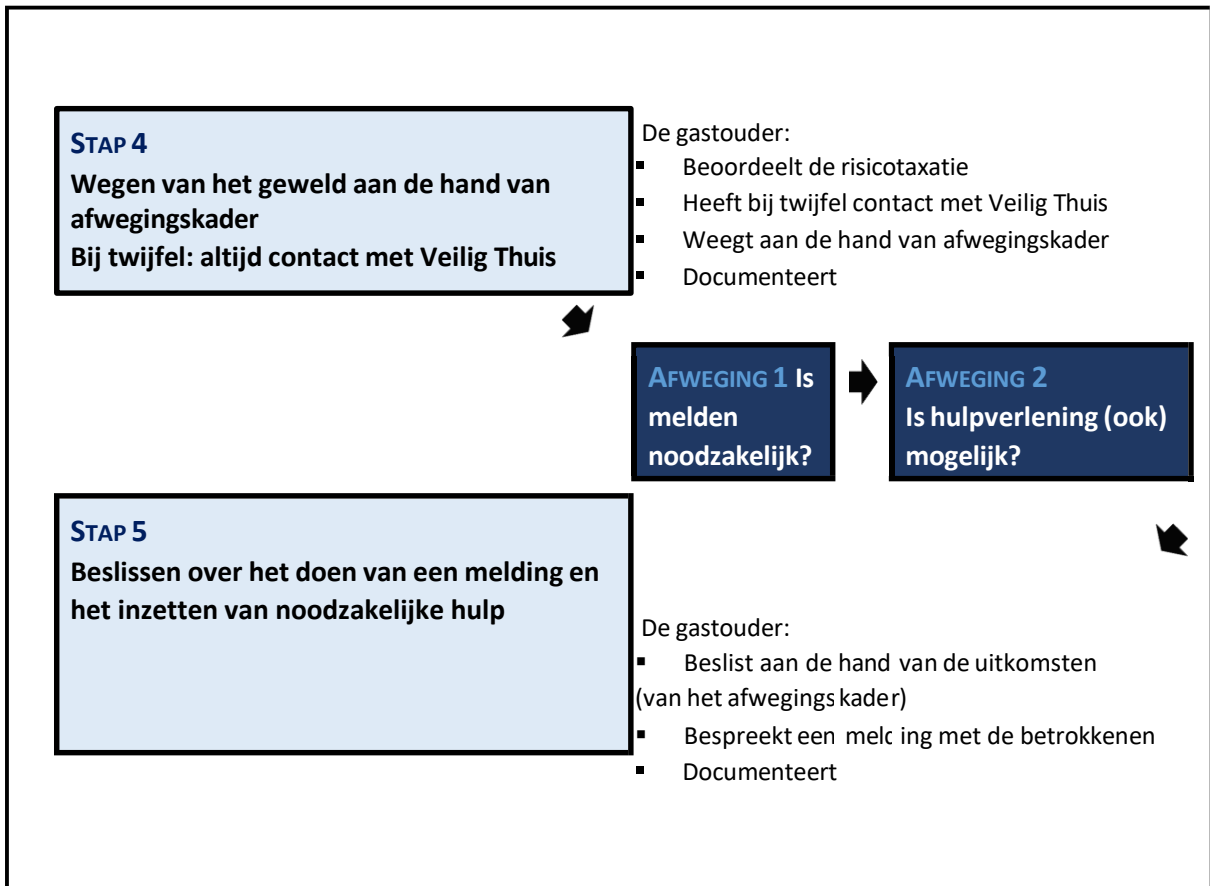 STAP 4
Wegen van het geweld aan de hand van
afwegingskader
Bij twijfel: altijd contact met Veilig Thuis
De gastouder:
▪ Beoordeelt de risicotaxatie
▪ Heeft bij twijfel contact met Veilig Thuis
▪ Weegt aan de hand van afwegingskader
▪ Documenteert
AFWEGING 1 Is
melden
noodzakelijk?
AFWEGING 2
Is hulpverlening (ook)
mogelijk?
STAP 5
Beslissen over het doen van een melding en
het inzetten van noodzakelijke hulp
De gastouder:
▪ Beslist aan de hand van de uitkomsten
(van het afwegingskader)
▪ Bespreekt een melding met de betrokkenen
▪ Documenteert